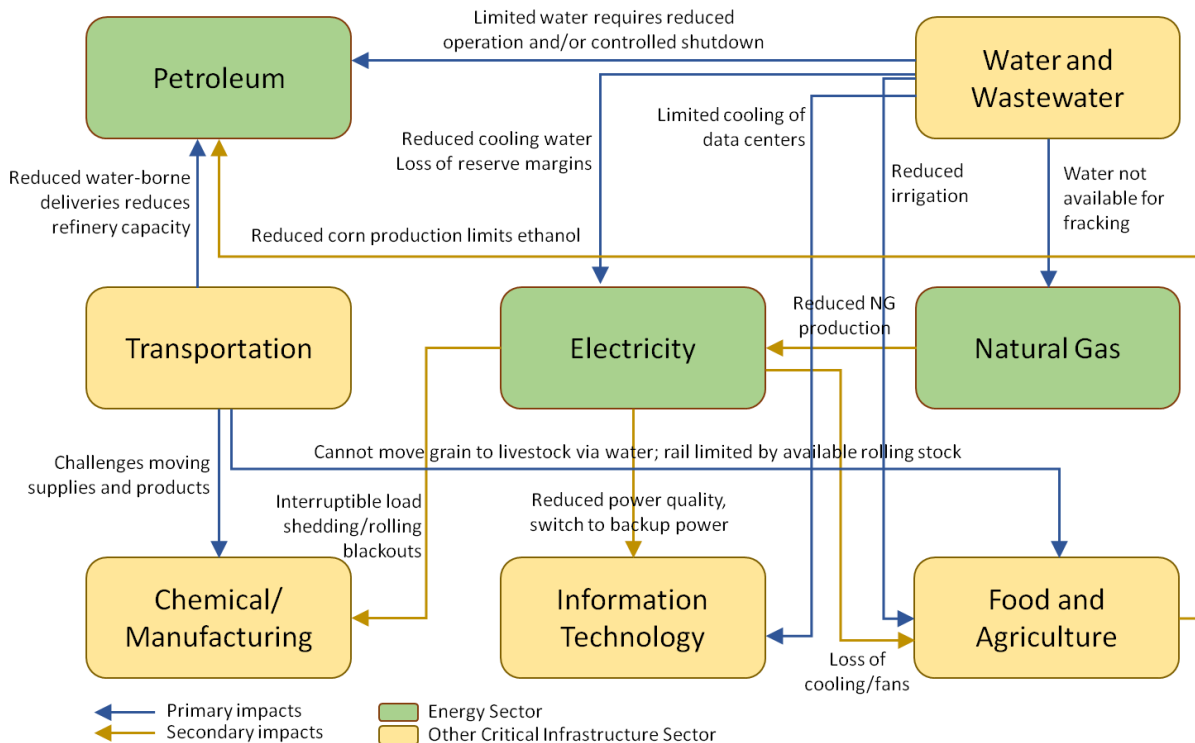 Limited water requires reduced
operation and/or controlled shutdown
Petroleum
Water and
Wastewater
Reduced cooling water
Loss of reserve margins
Limited cooling of
data centers
Reduced water-borne
deliveries reduces
refinery capacity
Reduced
irrigation
Water not
available for
fracking
Reduced corn production limits ethanol
Transportation
Electricity
Reduced NG
production
Natural Gas
Cannot move grain to livestock via water; rail limited by available rolling stock
Challenges moving
supplies and products
Interruptible load
shedding/rolling
blackouts
Reduced power quality,
switch to backup power
Chemical/
Manufacturing
Information
Technology
Food and
Agriculture
Loss of
cooling/fans
Primary impacts
Secondary impacts
Energy Sector
Other Critical Infrastructure Sector